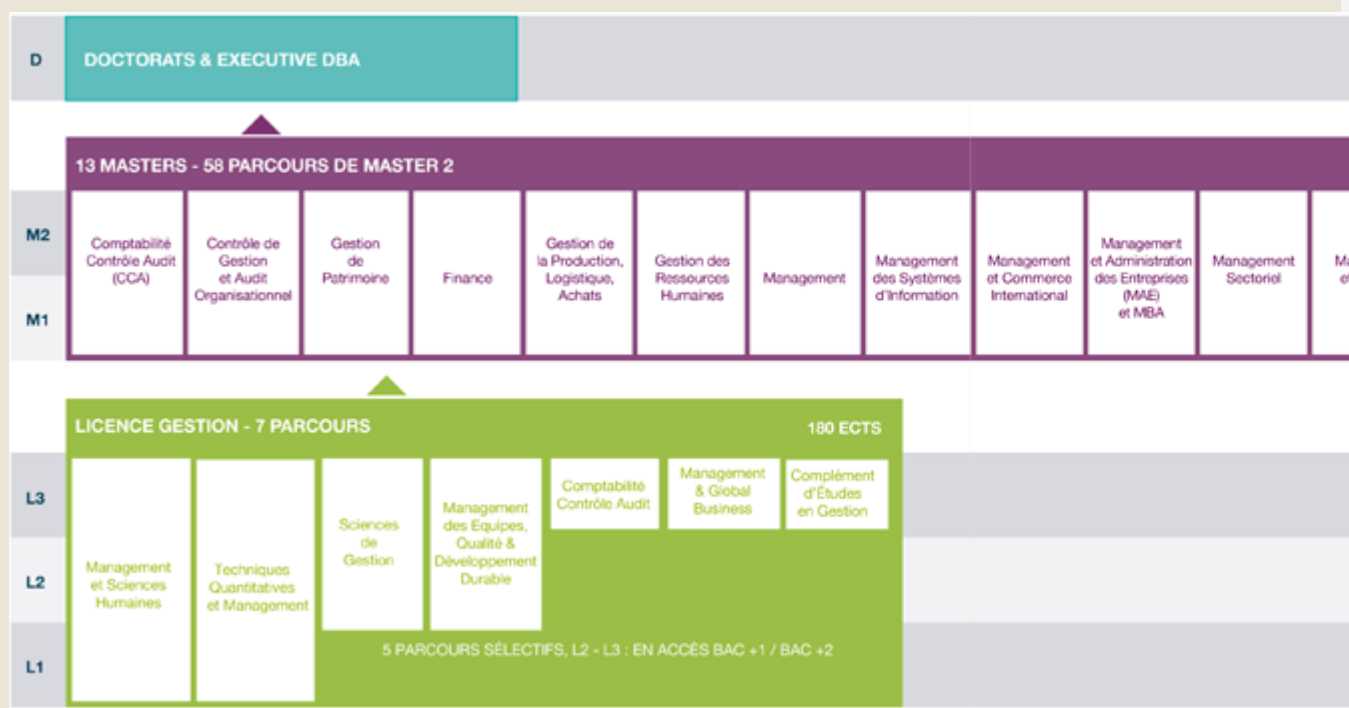 D
DOCTORATS & EXECUTIVE DBA
13 MASTERS - 58 PARCOURS DE MASTER 2
M2
M1
Comptabilité
Contrôle Audit
(CCA)
Contrôle de
Gestion
et Audit
Organisationnel
Gestion
de
Patrimoine
Finance
Gestion de
la Production,
Logistique,
Achats
Gestion des
Ressources
Humaines
Management
Management
des Systèmes
d'Information
Management
et Commerce
International
Management
et Administration
des Entreprises
(MAE)
et MBA
Management
Sectoriel
LICENCE GESTION - 7 PARCOURS
180 ECTS
L3
L2
L1
Management
et Sciences
Humaines
Techniques
Quantitatives
et Management
Sciences
de
Gestion
Management
des Equipes,
Qualité &
Développement
Durable
Comptabilité
Contrôle Audit
Management
& Global
Business
Complément
d'Études
en Gestion
5 PARCOURS SÉLECTIFS, L2 - L3 : EN ACCÈS BAC +1 / BAC +2